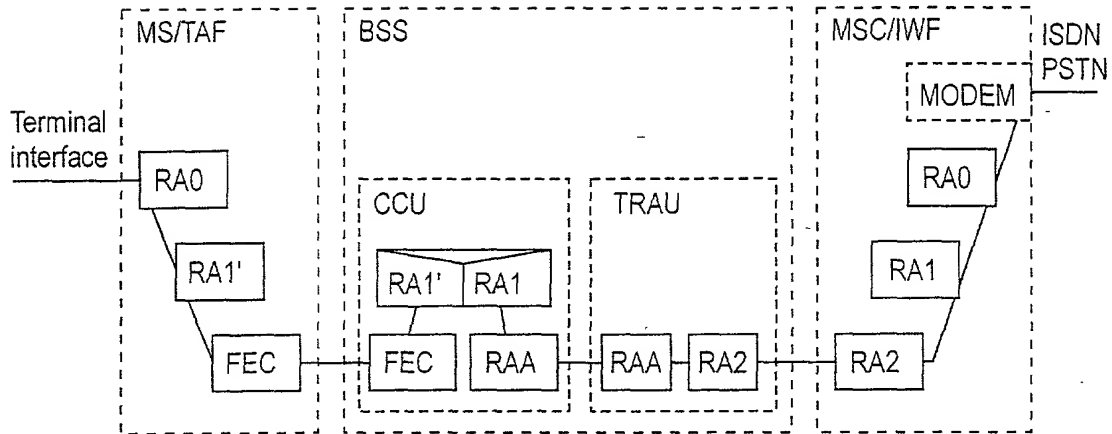 MS/TAF
BSS
MSC/IWF
ISDN
PSTN
MODEM
Terminal
interface
RA0
RA0
CCU
TRAU
RA1'
RA1'
RA1
RA1
FEC
FEC
RAA
RAA
RA2
RA2